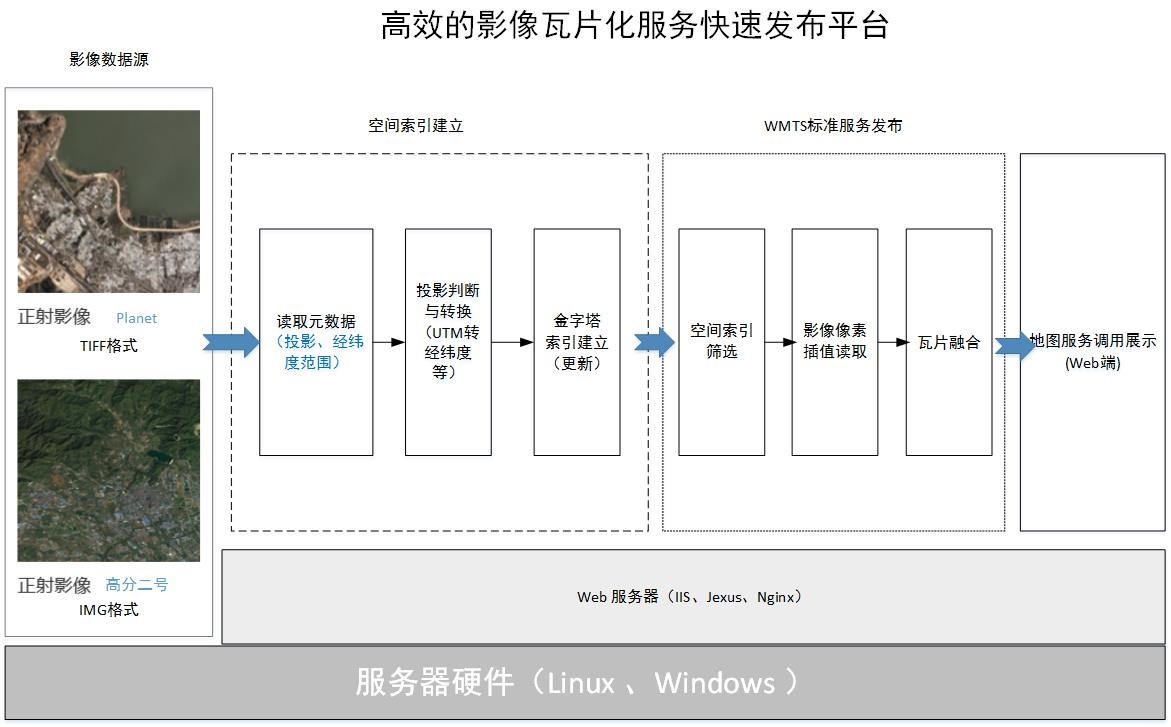 高效的影像瓦片化服务快速发布平台
影像数据源
正射影像 Planet
TIFF格式
正射影像 高分二号
IMG格式
空间索引建立
读取元数据
（投影、经纬
度范围）
投影判断
与转换
（UTM转
经纬度
等）
金字塔
索引建立
（更新）
WMTS标准服务发布
空间索引
筛选
影像像素
插值读取
瓦片融合
地图服务调用展示
(Web端)
Web 服务器（IIS、Jexus、Nginx）
服务器硬件（Linux 、Windows ）